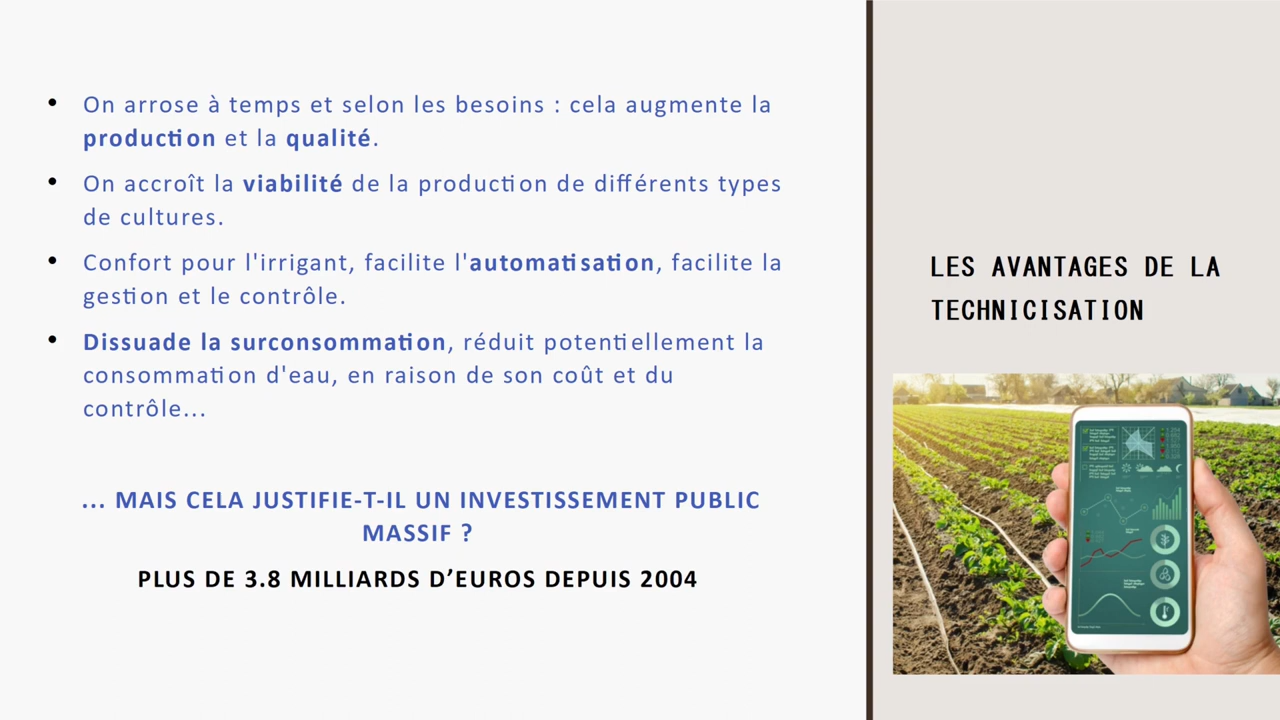 • On arrose à temps et selon les besoins : cela augmente la
production et la qualité.
• On accroît la viabilité de la production de différents types
de cultures.
• Confort pour l'irrigant, facilite l'automatisation, facilite la
gestion et le contrôle.
• Dissuade la surconsommation, réduit potentiellement la
consommation d'eau, en raison de son coût et du
contrôle...
... MAIS CELA JUSTIFIE-T-IL UN INVESTISSEMENT PUBLIC
MASSIF ?
PLUS DE 3.8 MILLIARDS D’EUROS DEPUIS 2004
LES AVANTAGES DE LA
TECHNICISATION